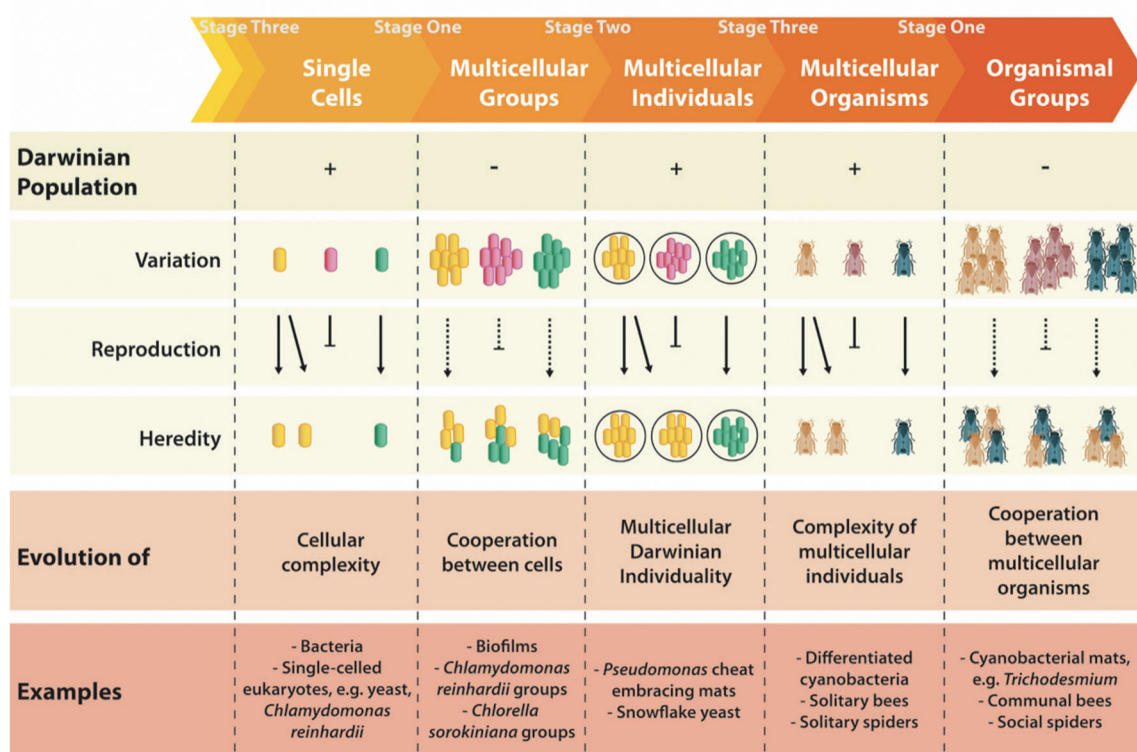 Stage Three
Stage One
Stage Two
Stage Three
Stage One
Single
Cells
Multicellular
Groups
Multicellular
Individuals
Multicellular
Organisms
Organismal
Groups
Darwinian
Population
+
-
+
+
-
Variation
Reproduction
Heredity
Evolution of
Cellular
complexity
Cooperation
between cells
Multicellular
Darwinian
Individuality
Complexity of
multicellular
individuals
Cooperation
between
multicellular
organisms
Examples
- Bacteria
- Single-celled
eukaryotes, e.g. yeast,
Chlamydomonas
reinhardii
- Biofilms
- Chlamydomonas
reinhardii groups
- Chlorella
sorokiniana groups
- Pseudomonas cheat
embracing mats
- Snowflake yeast
- Differentiated
cyanobacteria
- Solitary bees
- Solitary spiders
- Cyanobacterial mats,
e.g. Trichodesmium
- Communal bees
- Social spiders